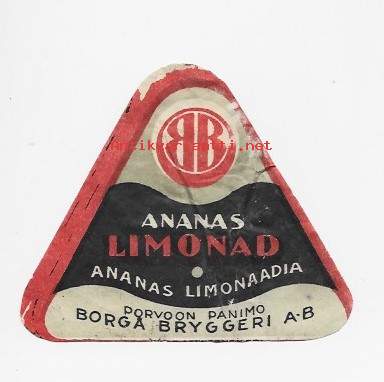 BB
Antikvariaatti.net
ANANAS
LIMONAD
ANANAS LIMONAADIA
PORVOON PANIMO
BORGÅ BRYGGERI A-B